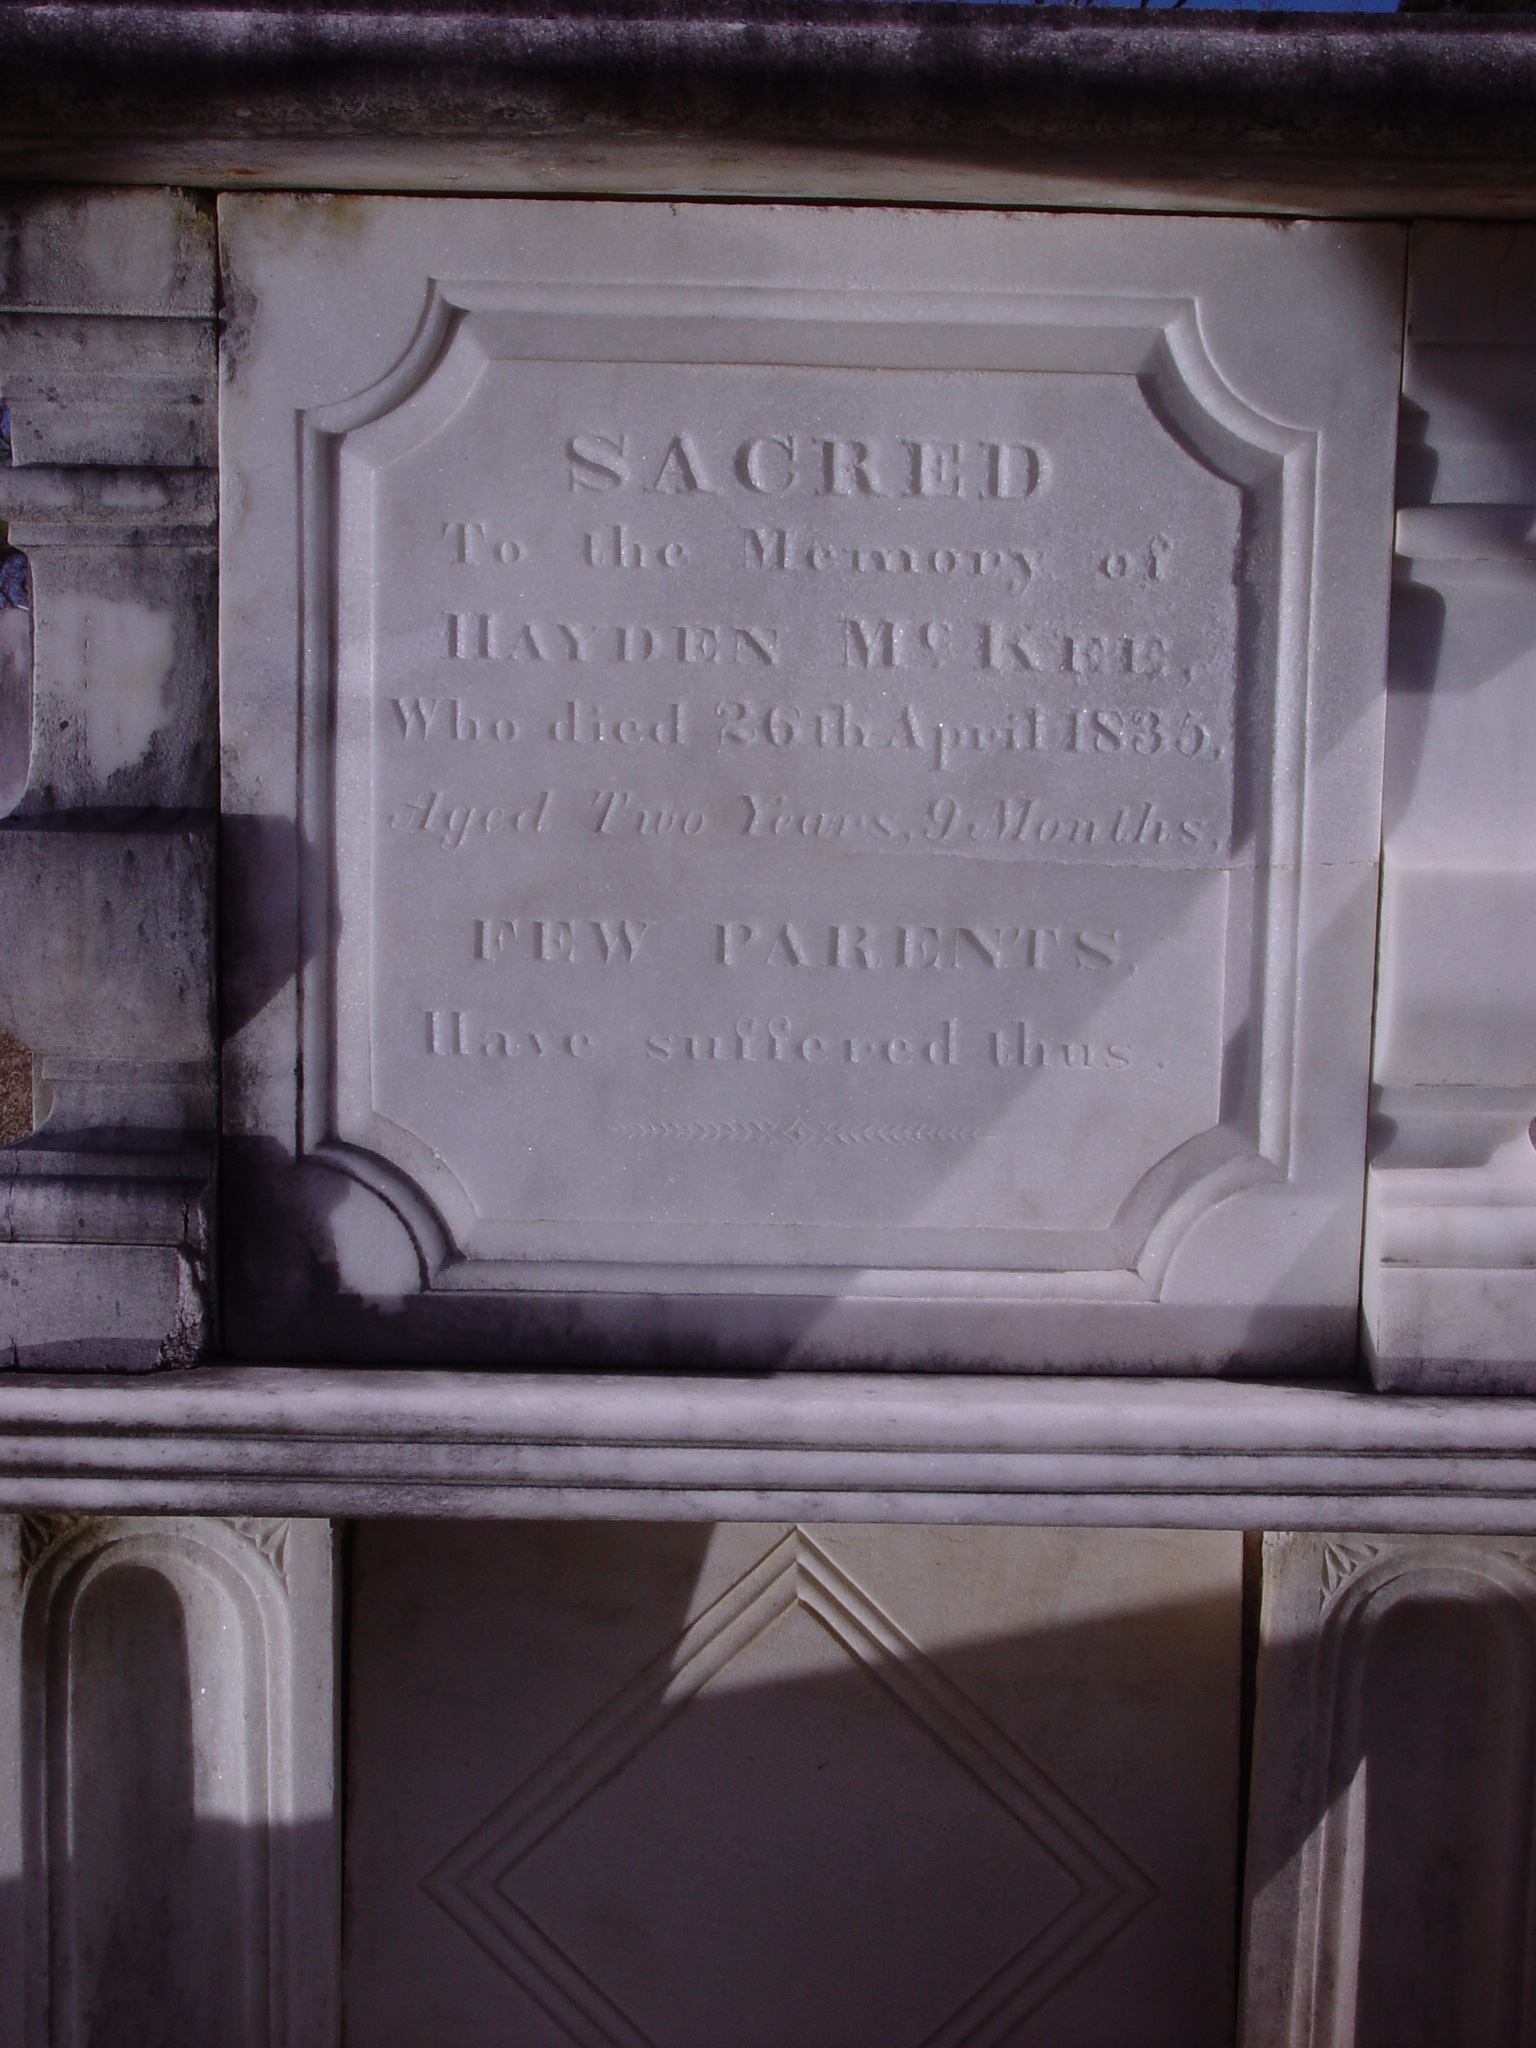 SACRED
To the Memory of
HAYDEN McKEE,
Who died 26th April 1835,
Aged Two Years, 9 Months,
FEW PARENTS,
Have suffered thus.